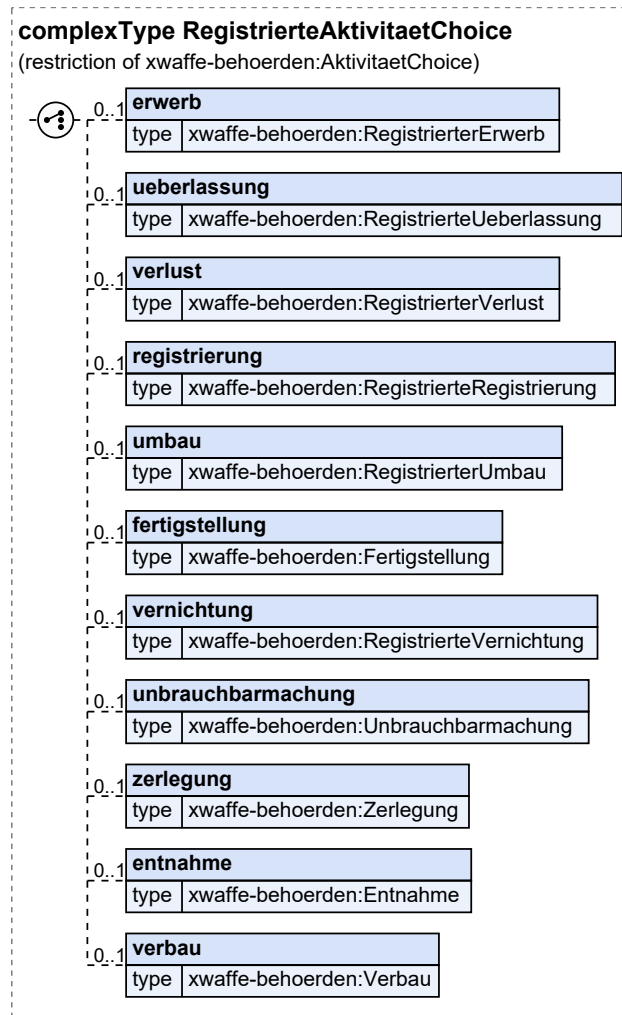 complexType RegistrierteAktivitaetChoice
(restriction of xwaffe-behoerden:AktivitaetChoice)
0..1 erwerb
type xwaffe-behoerden:RegistrierterErwerb
0..1 ueberlassung
type xwaffe-behoerden:RegistrierteUeberlassung
0..1 verlust
type xwaffe-behoerden:RegistrierterVerlust
0..1 registrierung
type xwaffe-behoerden:RegistrierteRegistrierung
0..1 umbau
type xwaffe-behoerden:RegistrierterUmbau
0..1 fertigstellung
type xwaffe-behoerden:Fertigstellung
0..1 vernichtung
type xwaffe-behoerden:RegistrierteVernichtung
0..1 unbrauchbarmachung
type xwaffe-behoerden:Unbrauchbarmachung
0..1 zerlegung
type xwaffe-behoerden:Zerlegung
0..1 entnahme
type xwaffe-behoerden:Entnahme
0..1 verbau
type xwaffe-behoerden:Verbau